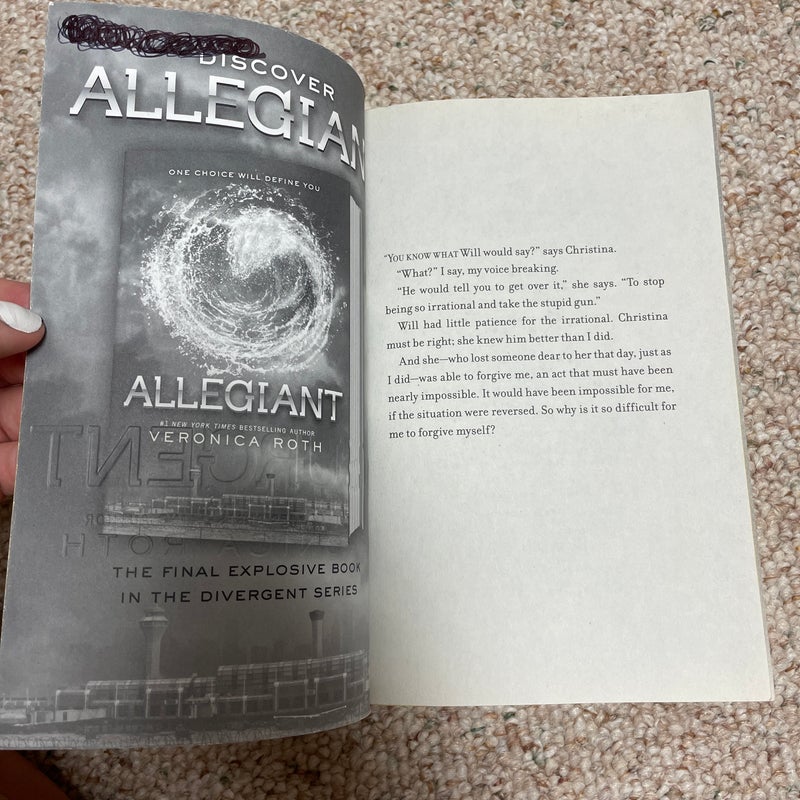 DISCOVER
ALLEGIAN
ONE CHOICE WILL DEFINE YOU
ALLEGIANT
#1 NEW YORK TIMES BESTSELLING AUTHOR
VERONICA ROTH
THE FINAL EXPLOSIVE BOOK
IN THE DIVERGENT SERIES
"YOU KNOW WHAT Will would say?" says Christina.
"What?" I say, my voice breaking.
"He would tell you to get over it," she says. "To stop
being so irrational and take the stupid gun."
Will had little patience for the irrational. Christina
must be right; she knew him better than I did.
And she—who lost someone dear to her that day, just as
I did—was able to forgive me, an act that must have been
nearly impossible. It would have been impossible for me,
if the situation were reversed. So why is it so difficult for
me to forgive myself?